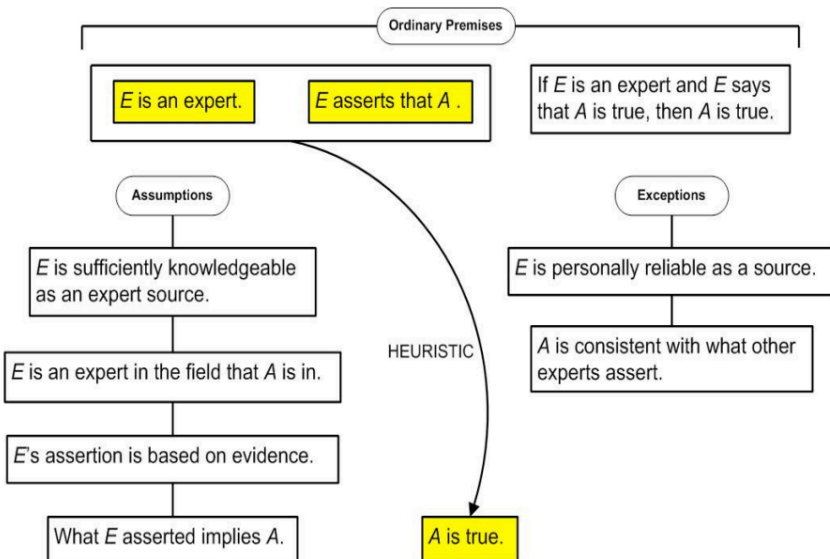 Ordinary Premises
E is an expert.
E asserts that A .
If E is an expert and E says
that A is true, then A is true.
Assumptions
Exceptions
E is sufficiently knowledgeable
as an expert source.
E is personally reliable as a source.
HEURISTIC
A is consistent with what other
experts assert.
E is an expert in the field that A is in.
E's assertion is based on evidence.
What E asserted implies A.
A is true.